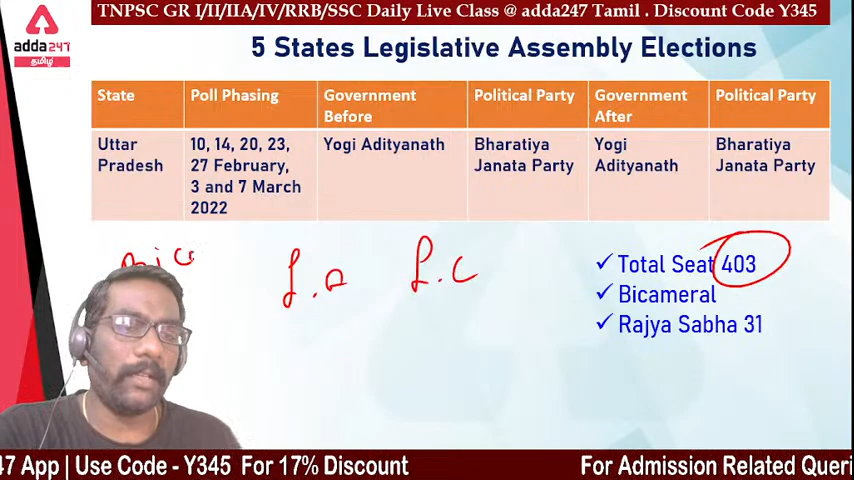 TNPSC GR I/II/IIA/IV/RRB/SSC Daily Live Class @ adda247 Tamil . Discount Code Y345
adda247
தமிழ்
5 States Legislative Assembly Elections
State Poll Phasing Government Before Political Party Government After Political Party
Uttar Pradesh 10, 14, 20, 23, 27 February, 3 and 7 March 2022 Yogi Adityanath Bharatiya Janata Party Yogi Adityanath Bharatiya Janata Party
L.A L.C
✓ Total Seat 403
✓ Bicameral
✓ Rajya Sabha 31
47 App | Use Code - Y345 For 17% Discount For Admission Related Queri